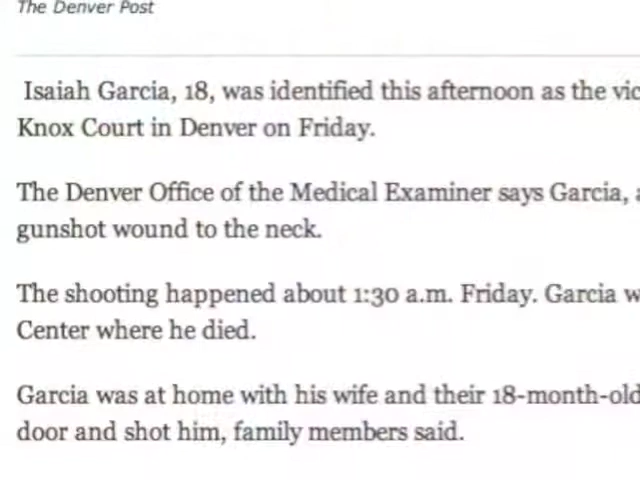 The Denver Post
Isaiah Garcia, 18, was identified this afternoon as the vic
Knox Court in Denver on Friday.
The Denver Office of the Medical Examiner says Garcia, a
gunshot wound to the neck.
The shooting happened about 1:30 a.m. Friday. Garcia w
Center where he died.
Garcia was at home with his wife and their 18-month-old
door and shot him, family members said.